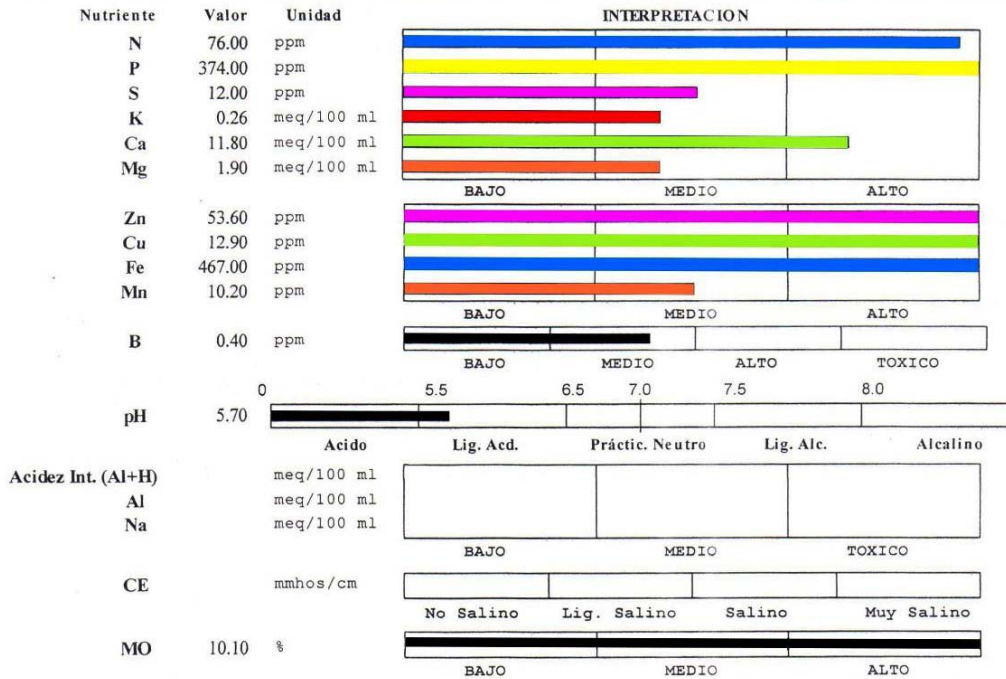 Nutriente Valor Unidad INTERPRETACION
N 76.00 ppm
P 374.00 ppm
S 12.00 ppm
K 0.26 meq/100 ml
Ca 11.80 meq/100 ml
Mg 1.90 meq/100 ml
BAJO MEDIO ALTO
Zn 53.60 ppm
Cu 12.90 ppm
Fe 467.00 ppm
Mn 10.20 ppm
BAJO MEDIO ALTO
B 0.40 ppm
BAJO MEDIO ALTO TOXICO
0 5.5 6.5 7.0 7.5 8.0
pH 5.70
Acido Lig. Acd. Práctic. Neutro Lig. Alc. Alcalino
Acidez Int. (Al+H) meq/100 ml
Al meq/100 ml
Na meq/100 ml
BAJO MEDIO TOXICO
CE mmhos/cm
No Salino Lig. Salino Salino Muy Salino
MO 10.10 %
BAJO MEDIO ALTO